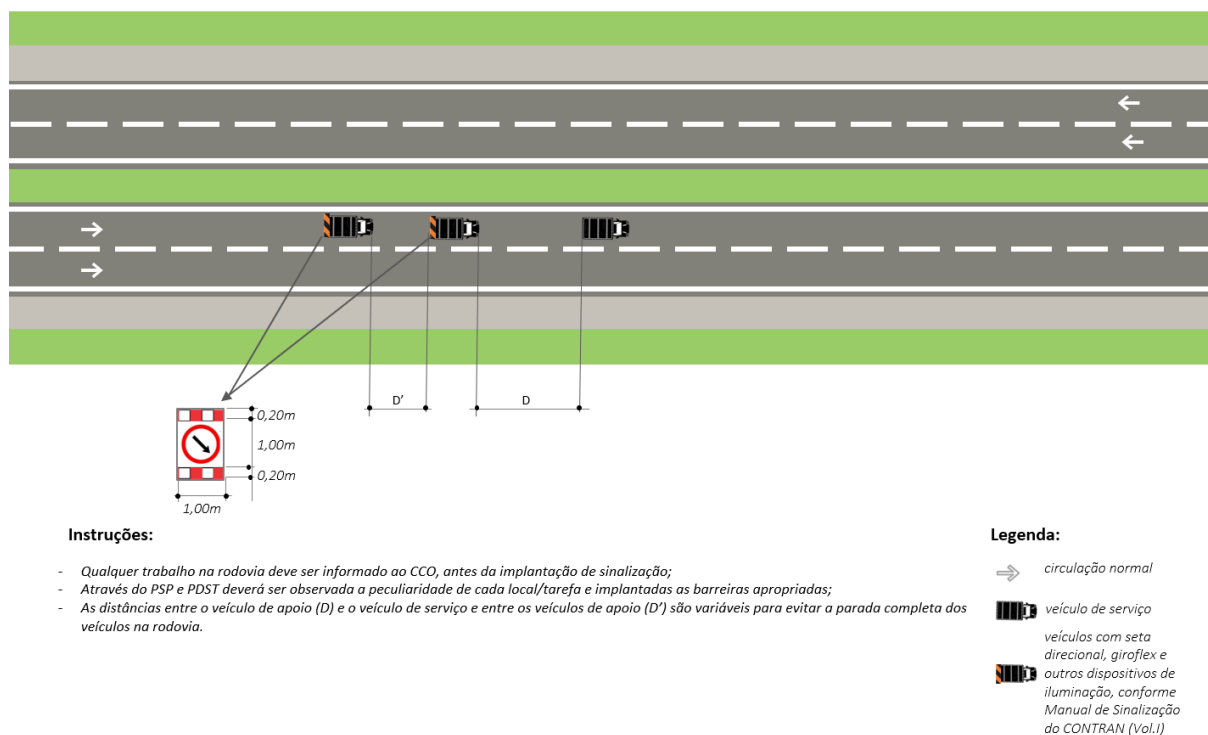 D’
D
0,20m
1,00m
0,20m
1,00m
Instruções:
- Qualquer trabalho na rodovia deve ser informado ao CCO, antes da implantação de sinalização;
- Através do PSP e PDST deverá ser observada a peculiaridade de cada local/tarefa e implantadas as barreiras apropriadas;
- As distâncias entre o veículo de apoio (D) e o veículo de serviço e entre os veículos de apoio (D’) são variáveis para evitar a parada completa dos
veículos na rodovia.
Legenda:
circulação normal
veículo de serviço
veículos com seta
direcional, giroflex e
outros dispositivos de
iluminação, conforme
Manual de Sinalização
do CONTRAN (Vol.I)